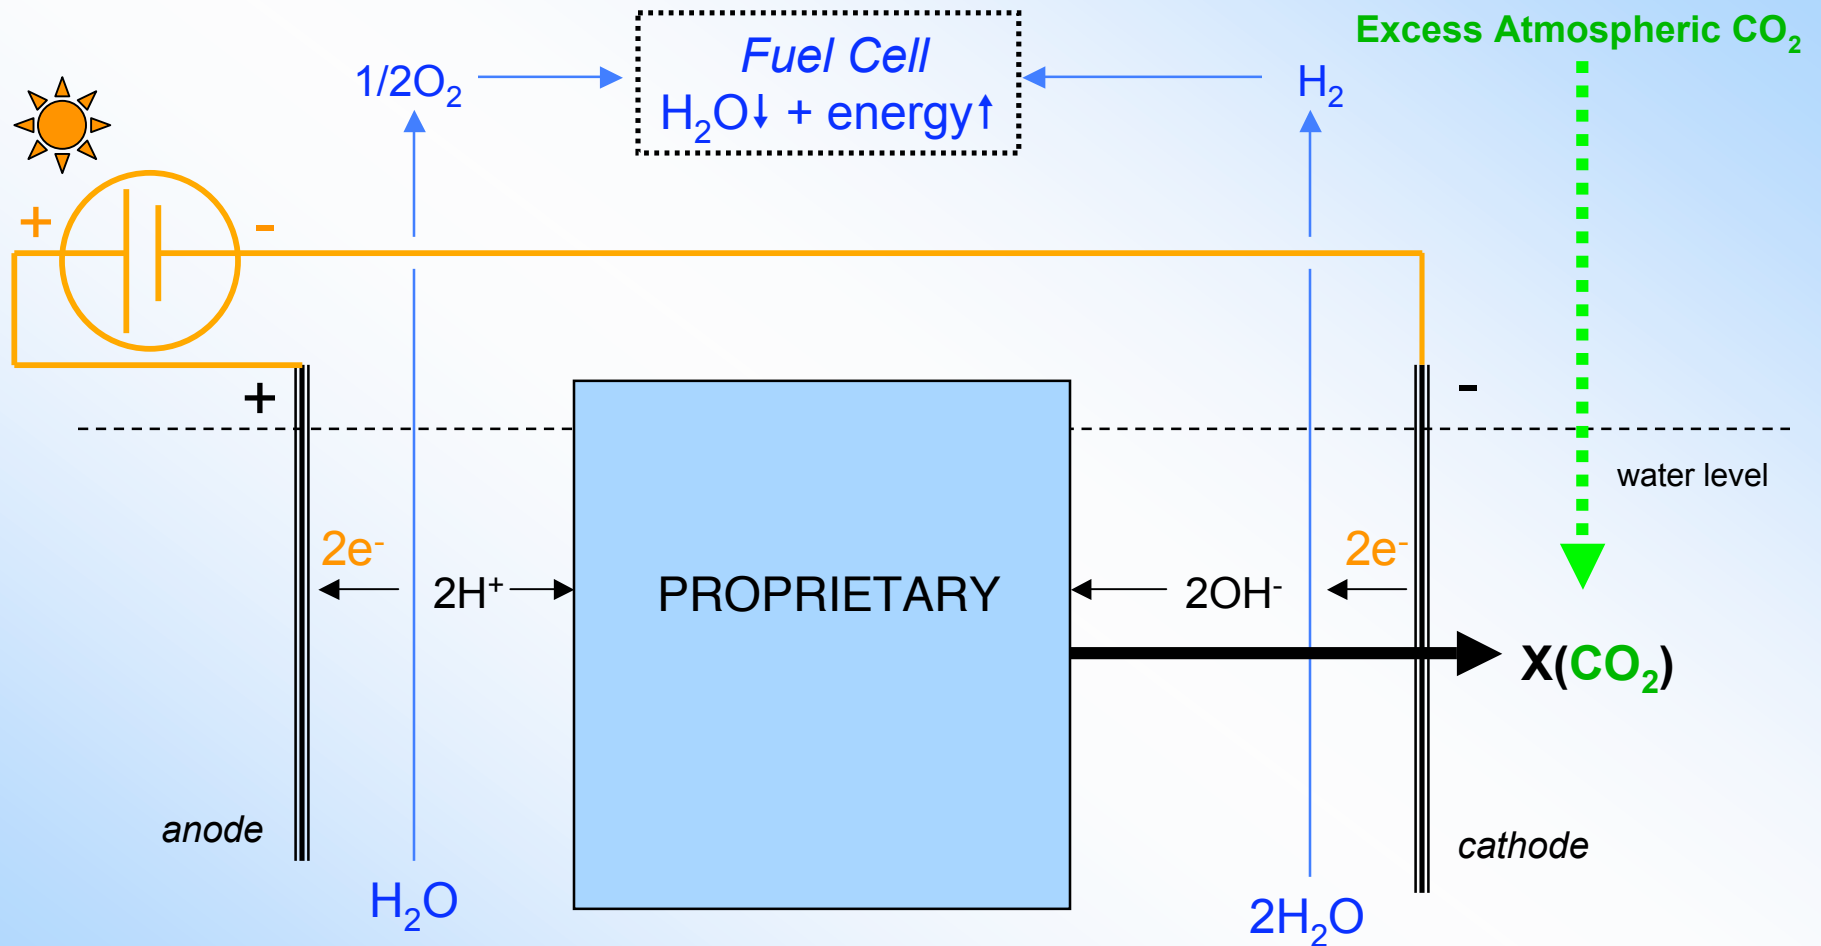 Excess Atmospheric CO₂
Fuel Cell
H₂O↓ + energy↑
1/2O₂
H₂
+
-
+
-
water level
2e⁻
2H⁺
PROPRIETARY
2OH⁻
2e⁻
X(CO₂)
anode
cathode
H₂O
2H₂O